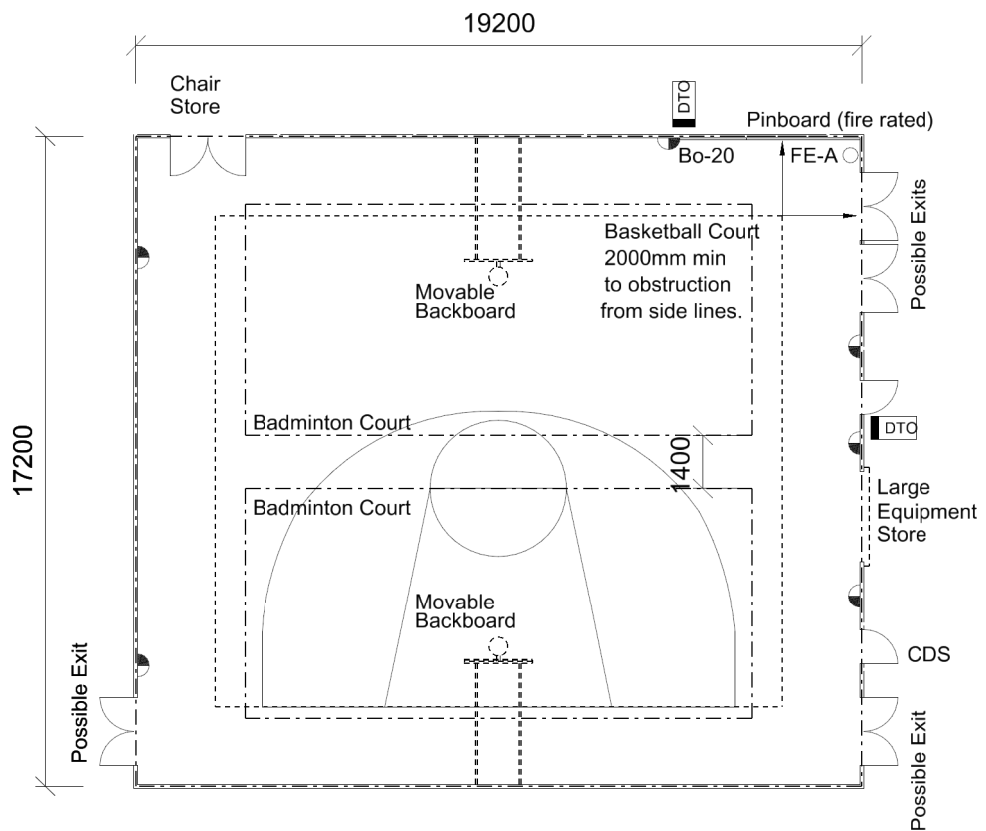 19200
Chair
Store
DTO
Pinboard (fire rated)
Bo-20
FE-A
Possible Exits
Basketball Court
2000mm min
to obstruction
from side lines.
Movable
Backboard
Badminton Court
DTO
17200
1400
Badminton Court
Large
Equipment
Store
Movable
Backboard
CDS
Possible Exit
Possible Exit